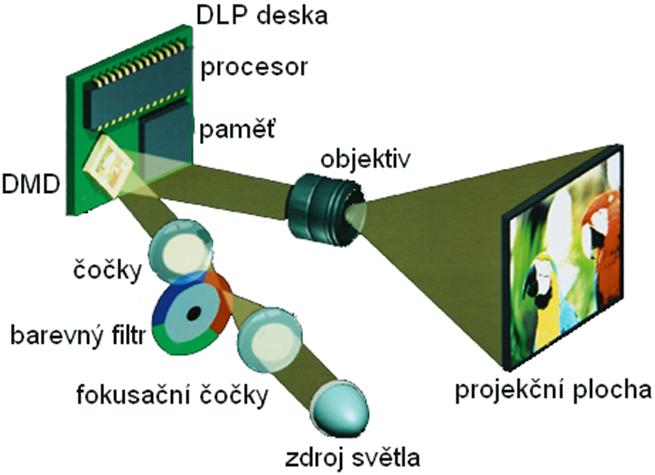 DLP deska
procesor
paměť
objektiv
DMD
čočky
barevný filtr
fokusační čočky
projekční plocha
zdroj světla